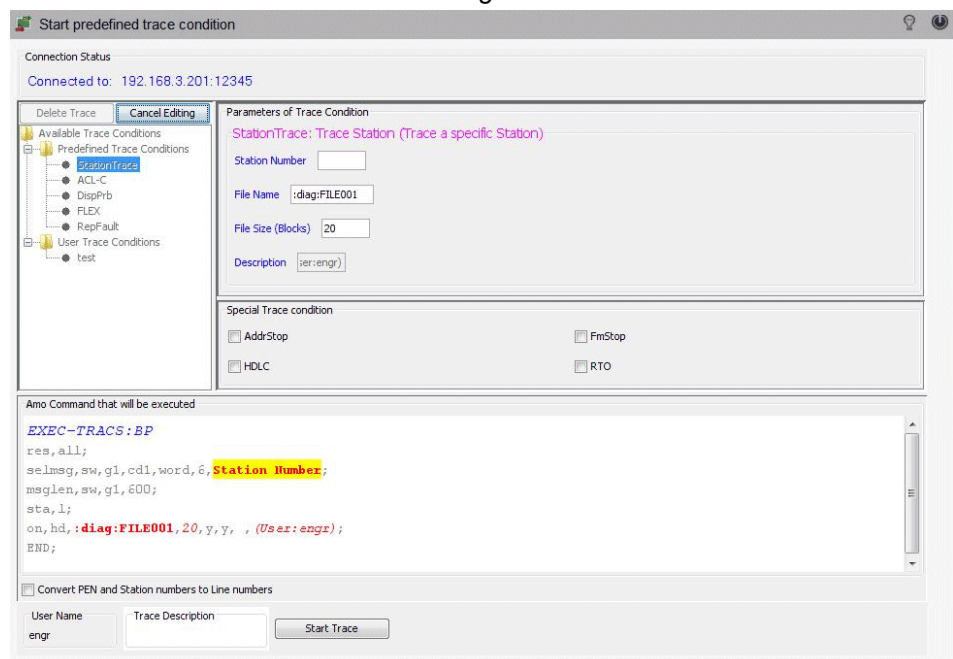 Start predefined trace condition
Connection Status
Connected to: 192.168.3.201:12345
Delete Trace Cancel Editing
Available Trace Conditions
Predefined Trace Conditions
StationTrace
ACL-C
DispPrb
FLEX
RepFault
User Trace Conditions
test
Parameters of Trace Condition
StationTrace: Trace Station (Trace a specific Station)
Station Number
File Name :diag:FILE001
File Size (Blocks) 20
Description ser:engr)
Special Trace condition
AddrStop FmStop
HDLC RTO
Amo Command that will be executed
EXEC-TRACS:BP
res,all;
selmsg,sw,g1,cd1,word,6,Station Number;
msglen,sw,g1,600;
sta,l;
on,hd,:diag:FILE001,20,y,y, ,(User:engr);
END;
Convert PEN and Station numbers to Line numbers
User Name Trace Description
engr
Start Trace